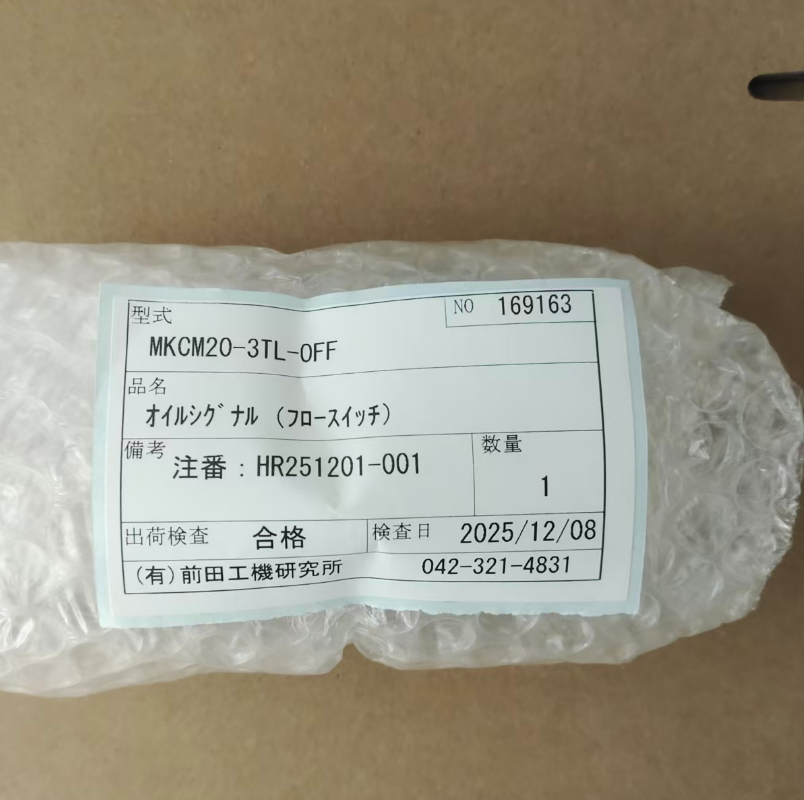 型式
NO 169163
MKCM20-3TL-OFF
品名
ｵｲﾙｼｸﾞﾅﾙ (ﾌﾛｰｽｲｯﾁ)
備考 注番：HR251201-001
数量
1
出荷検査 合格 検査日 2025/12/08
(有)前田工機研究所 042-321-4831